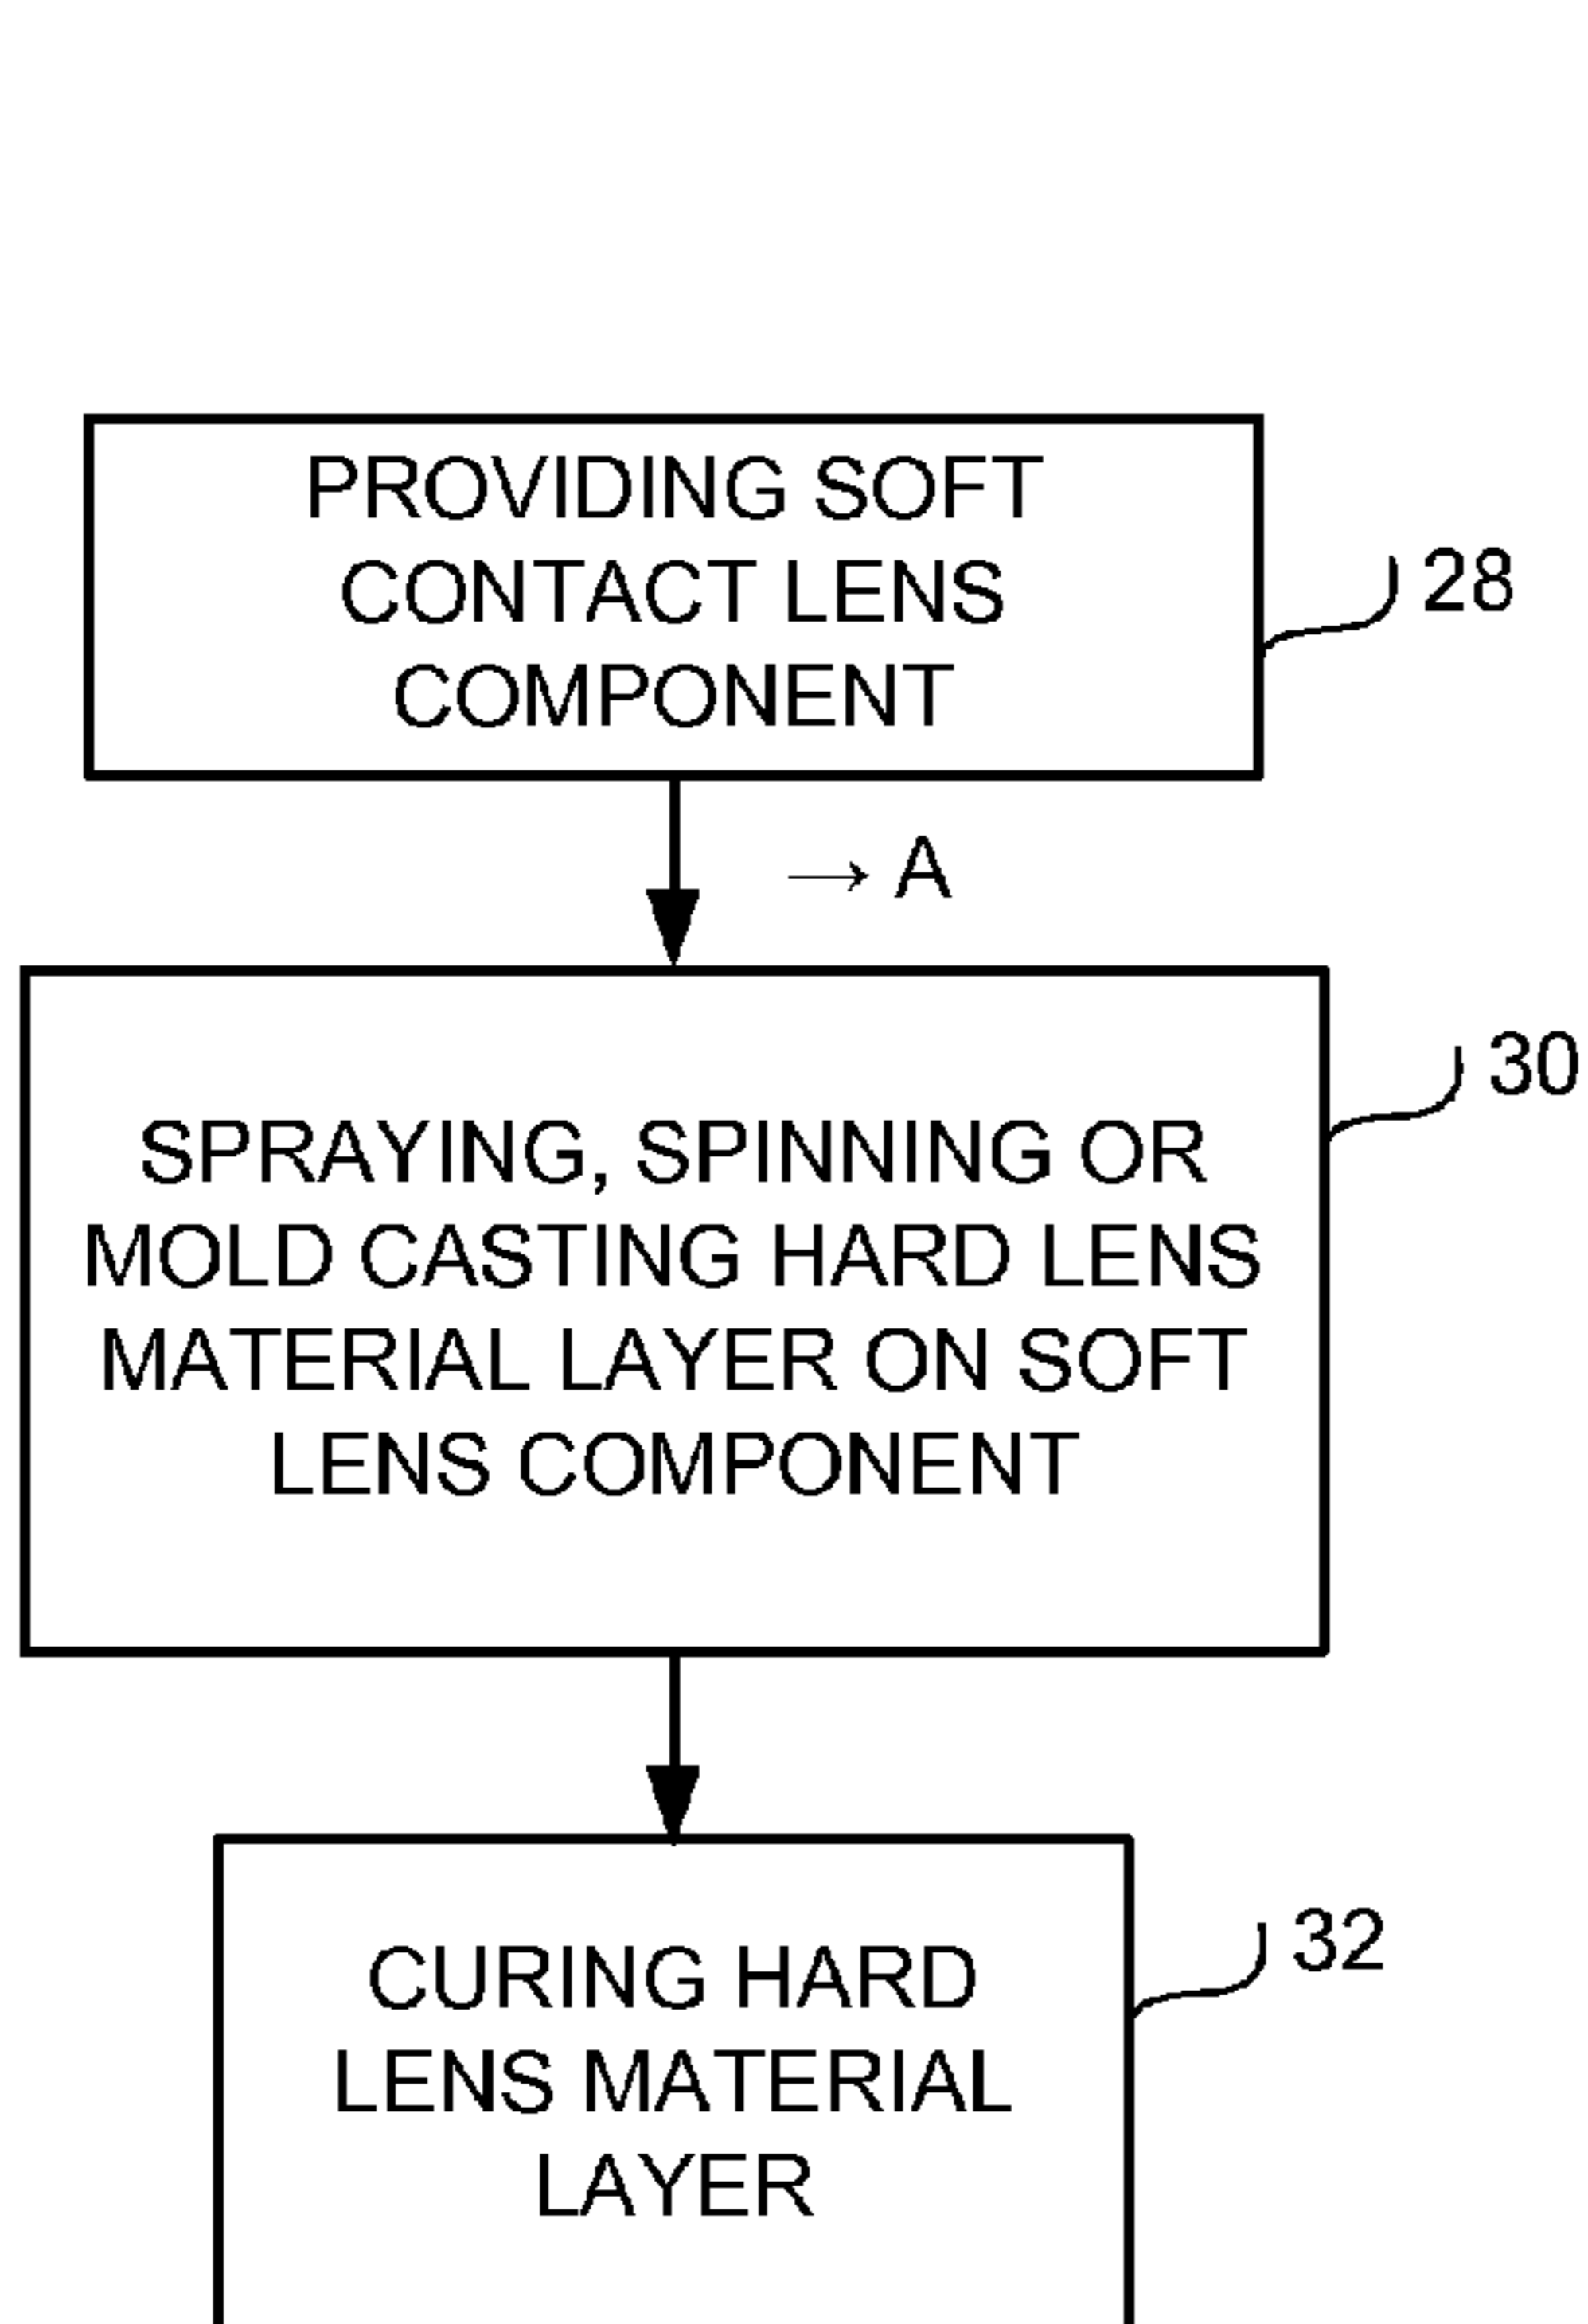 PROVIDING SOFT
CONTACT LENS
COMPONENT
28
→ A
30
SPRAYING, SPINNING OR
MOLD CASTING HARD LENS
MATERIAL LAYER ON SOFT
LENS COMPONENT
32
CURING HARD
LENS MATERIAL
LAYER